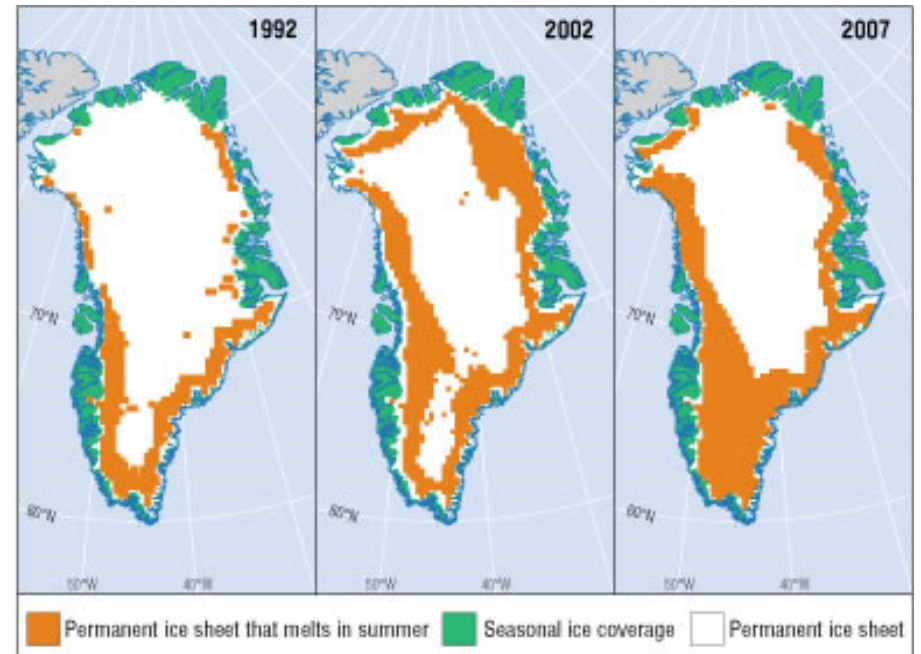 1992
2002
2007
70°N
70°N
70°N
60°N
60°N
60°N
50°W
40°W
50°W
40°W
50°W
40°W
Permanent ice sheet that melts in summer
Seasonal ice coverage
Permanent ice sheet